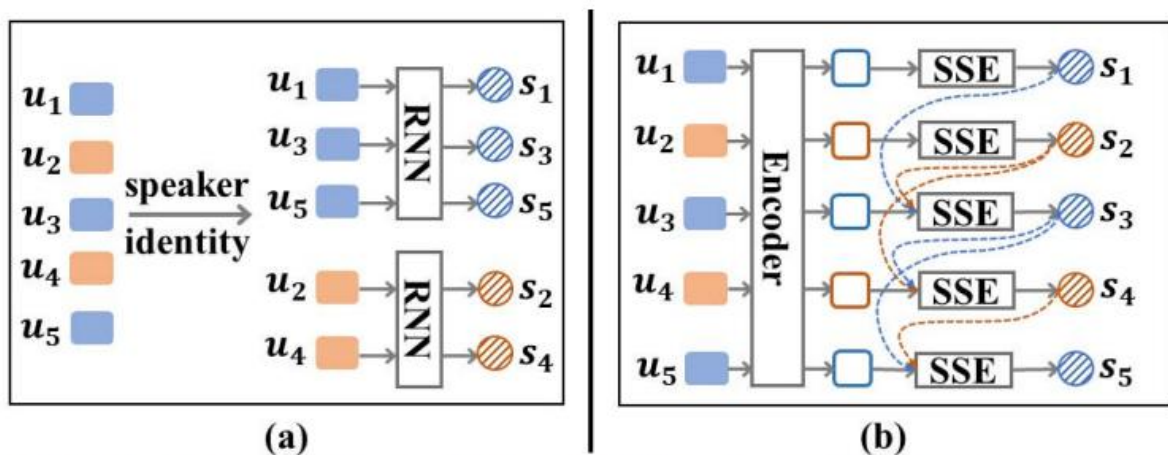 u₁
u₂
u₃
u₄
u₅
speaker
identity
u₁ RNN s₁
u₃ s₃
u₅ s₅
u₂ RNN s₂
u₄ s₄
(a)
u₁ Encoder SSE s₁
u₂ SSE s₂
u₃ SSE s₃
u₄ SSE s₄
u₅ SSE s₅
(b)